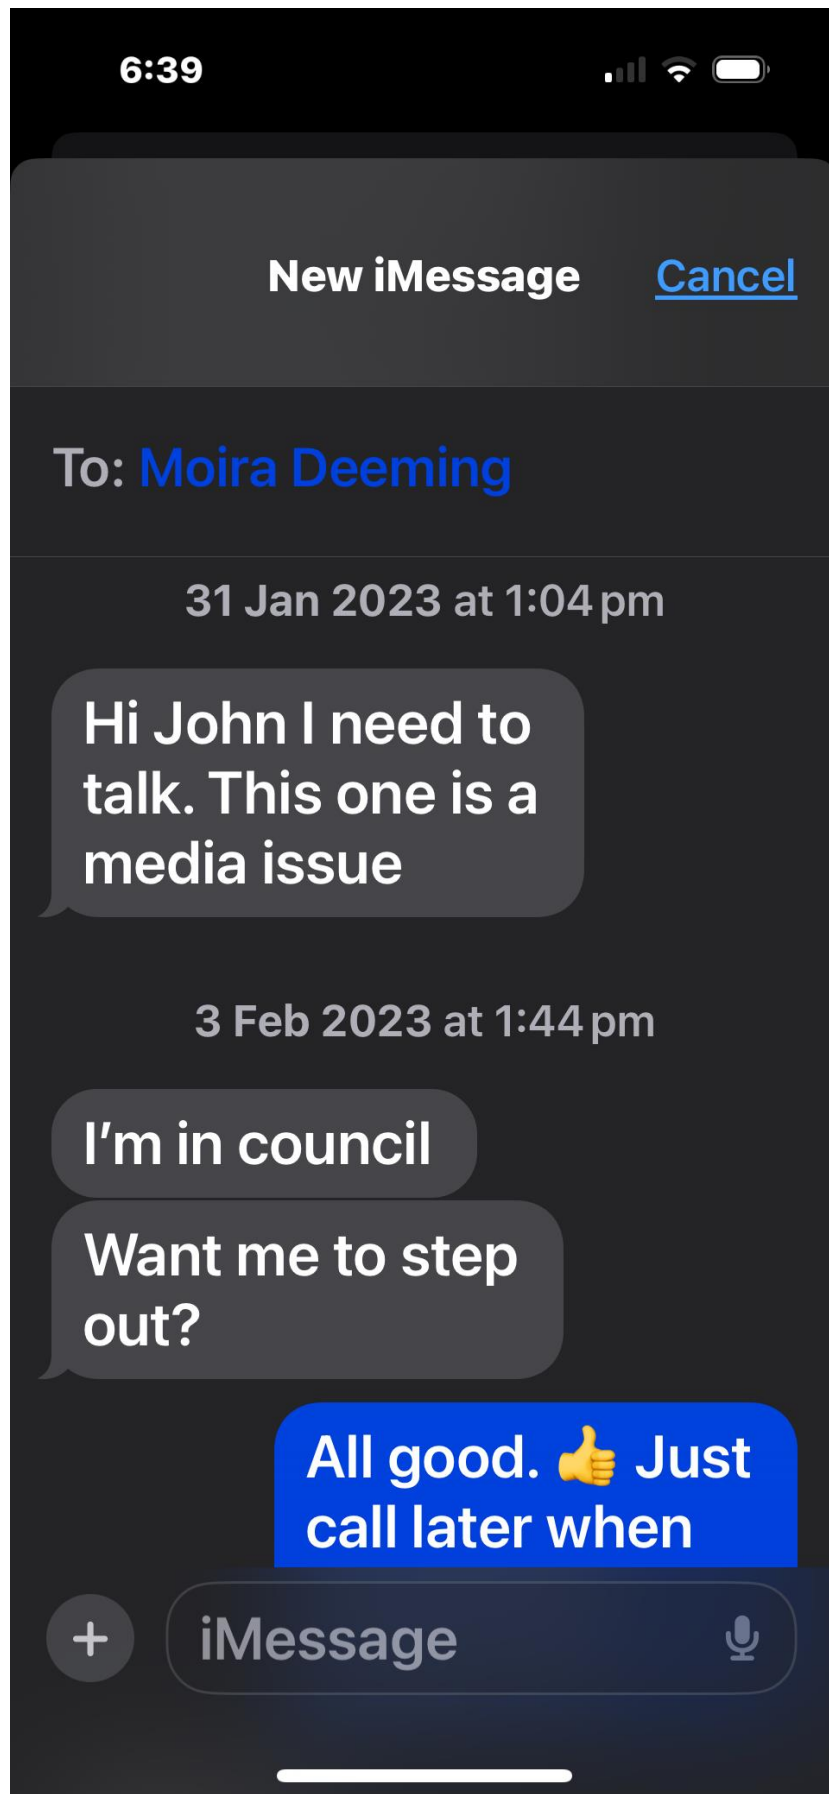 6:39
New iMessage
Cancel
To: Moira Deeming
31 Jan 2023 at 1:04 pm
Hi John I need to
talk. This one is a
media issue
3 Feb 2023 at 1:44 pm
I’m in council
Want me to step
out?
All good. 👍 Just
call later when
iMessage